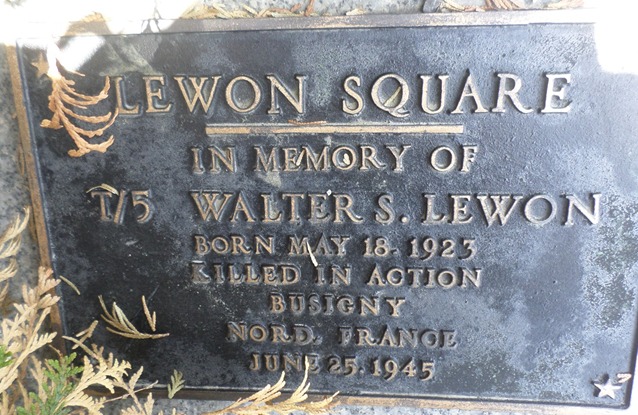 LEWON SQUARE
IN MEMORY OF
T/5 WALTER S. LEWON
BORN MAY 18-1923
KILLED IN ACTION
BUSIGNY
NORD, FRANCE
JUNE 25, 1945